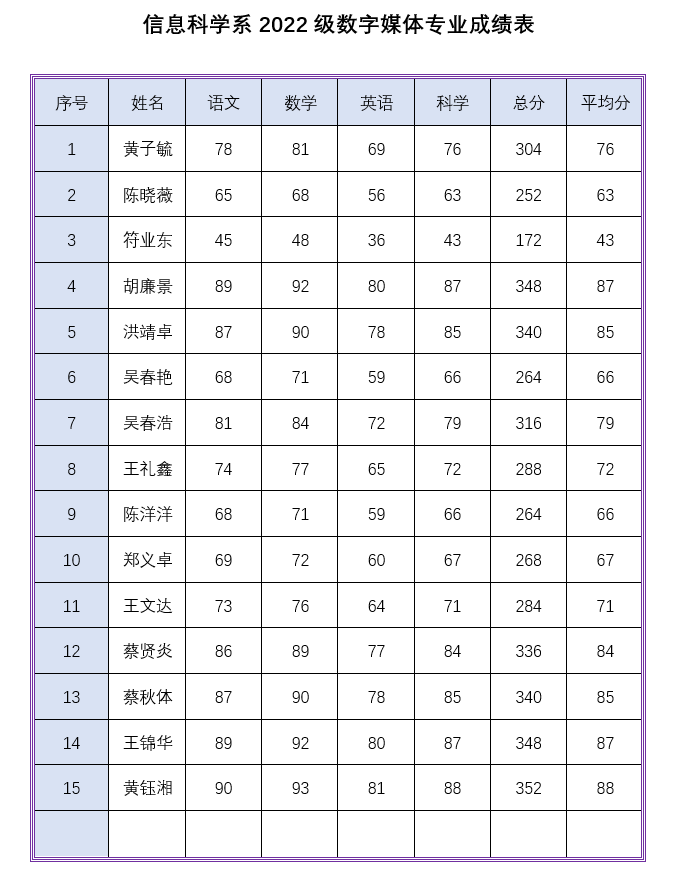 信息科学系 2022 级数字媒体专业成绩表
序号 姓名 语文 数学 英语 科学 总分 平均分
1 黄子毓 78 81 69 76 304 76
2 陈晓薇 65 68 56 63 252 63
3 符业东 45 48 36 43 172 43
4 胡廉景 89 92 80 87 348 87
5 洪靖卓 87 90 78 85 340 85
6 吴春艳 68 71 59 66 264 66
7 吴春浩 81 84 72 79 316 79
8 王礼鑫 74 77 65 72 288 72
9 陈洋洋 68 71 59 66 264 66
10 郑义卓 69 72 60 67 268 67
11 王文达 73 76 64 71 284 71
12 蔡贤炎 86 89 77 84 336 84
13 蔡秋体 87 90 78 85 340 85
14 王锦华 89 92 80 87 348 87
15 黄钰湘 90 93 81 88 352 88